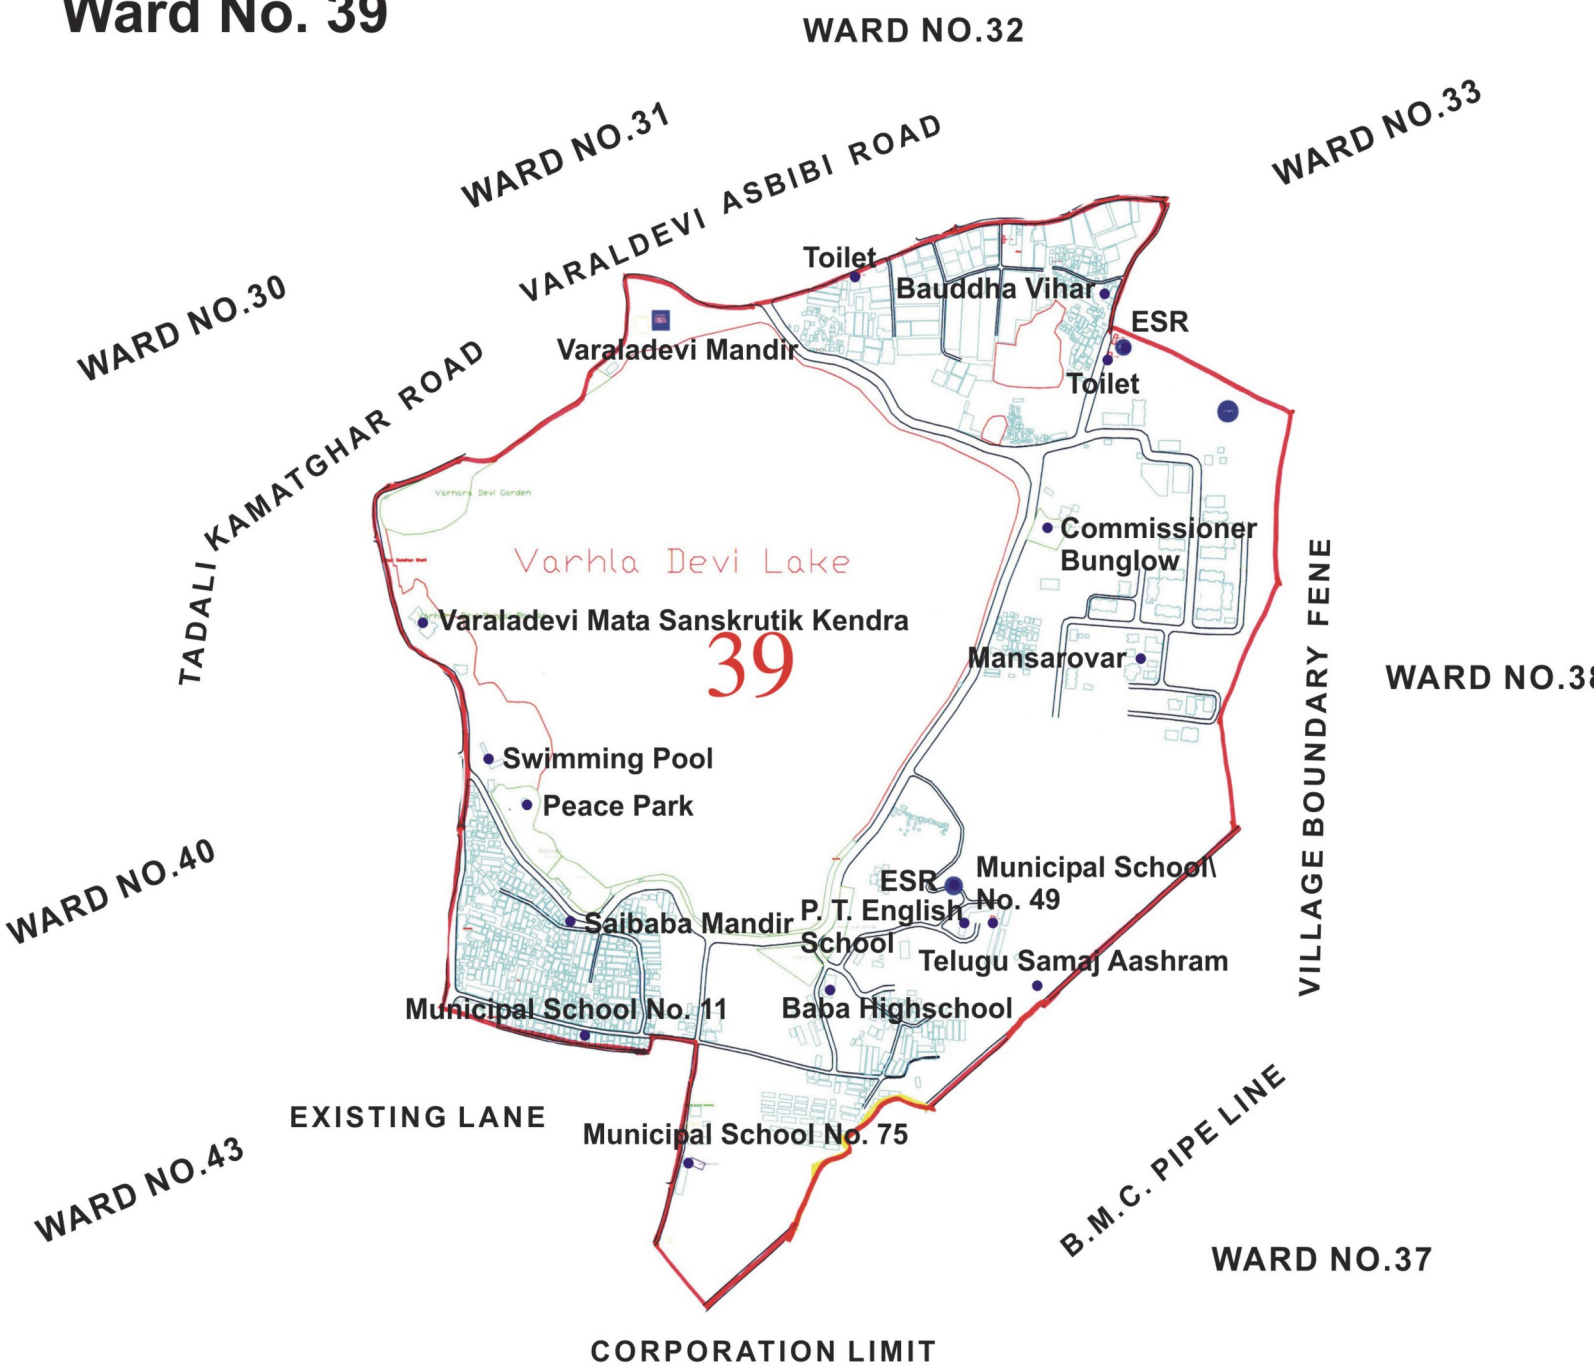 Ward No. 39
WARD NO.32
WARD NO.33
WARD NO.31
VARALDEVI ASBIBI ROAD
WARD NO.30
Toilet
Bauddha Vihar
ESR
Varaladevi Mandir
Toilet
TADALI KAMATGHAR ROAD
Varhara Devi Garden
Commissioner
Bunglow
Varhla Devi Lake
Varaladevi Mata Sanskrutik Kendra
39
Mansarovar
VILLAGE BOUNDARY FENE
WARD NO.38
Swimming Pool
Peace Park
WARD NO.40
ESR
Municipal School\
No. 49
P. T. English
School
Saibaba Mandir
Telugu Samaj Aashram
Municipal School No. 11
Baba Highschool
EXISTING LANE
Municipal School No. 75
WARD NO.43
B.M.C. PIPE LINE
WARD NO.37
CORPORATION LIMIT